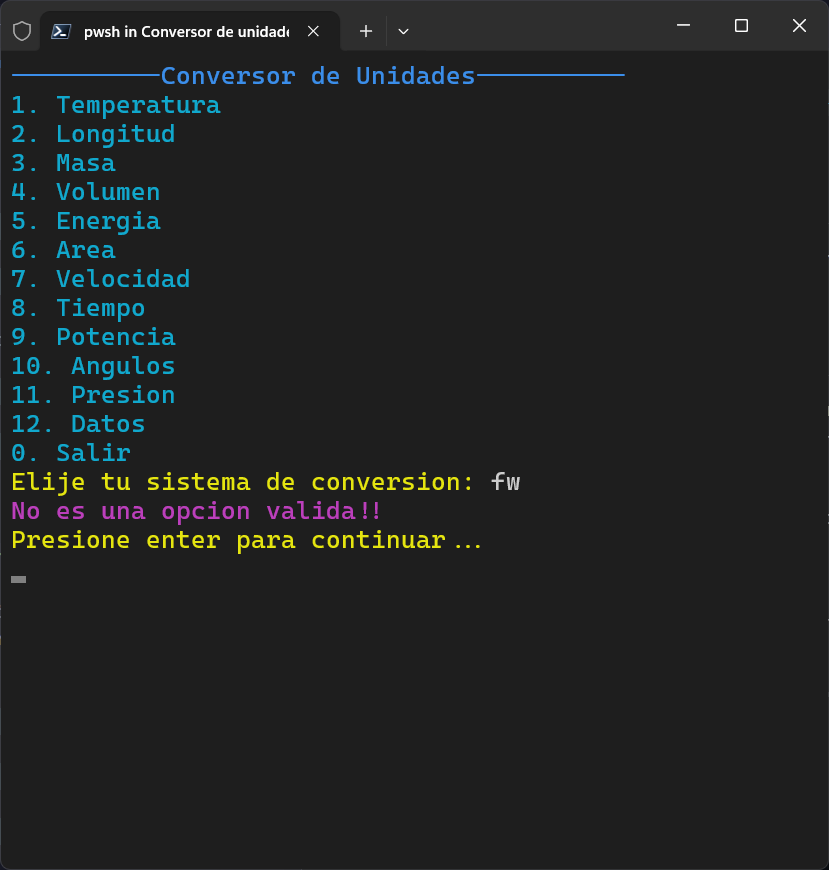 pwsh in Conversor de unidade
──────────Conversor de Unidades──────────
1. Temperatura
2. Longitud
3. Masa
4. Volumen
5. Energia
6. Area
7. Velocidad
8. Tiempo
9. Potencia
10. Angulos
11. Presion
12. Datos
0. Salir
Elije tu sistema de conversion: fw
No es una opcion valida!!
Presione enter para continuar...